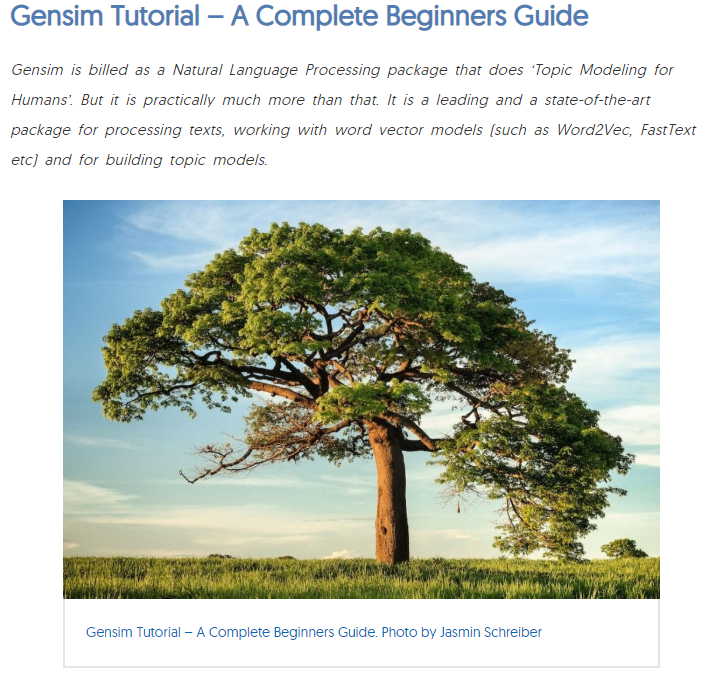 Gensim Tutorial – A Complete Beginners Guide
Gensim is billed as a Natural Language Processing package that does ‘Topic Modeling for
Humans’. But it is practically much more than that. It is a leading and a state-of-the-art
package for processing texts, working with word vector models (such as Word2Vec, FastText
etc) and for building topic models.
Gensim Tutorial – A Complete Beginners Guide. Photo by Jasmin Schreiber